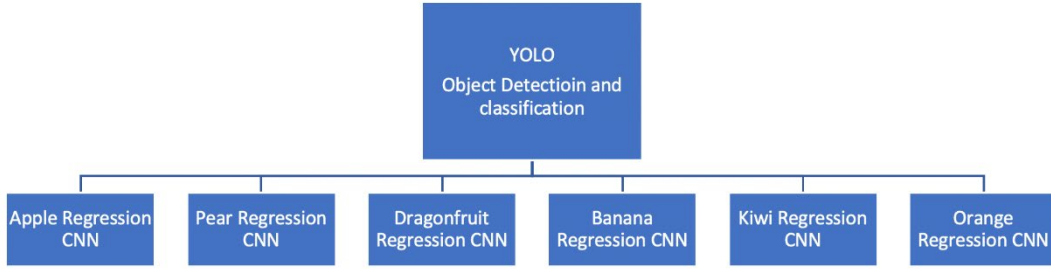 YOLO
Object Detectioin and
classification
Apple Regression
CNN
Pear Regression
CNN
Dragonfruit
Regression CNN
Banana
Regression CNN
Kiwi Regression
CNN
Orange
Regression CNN